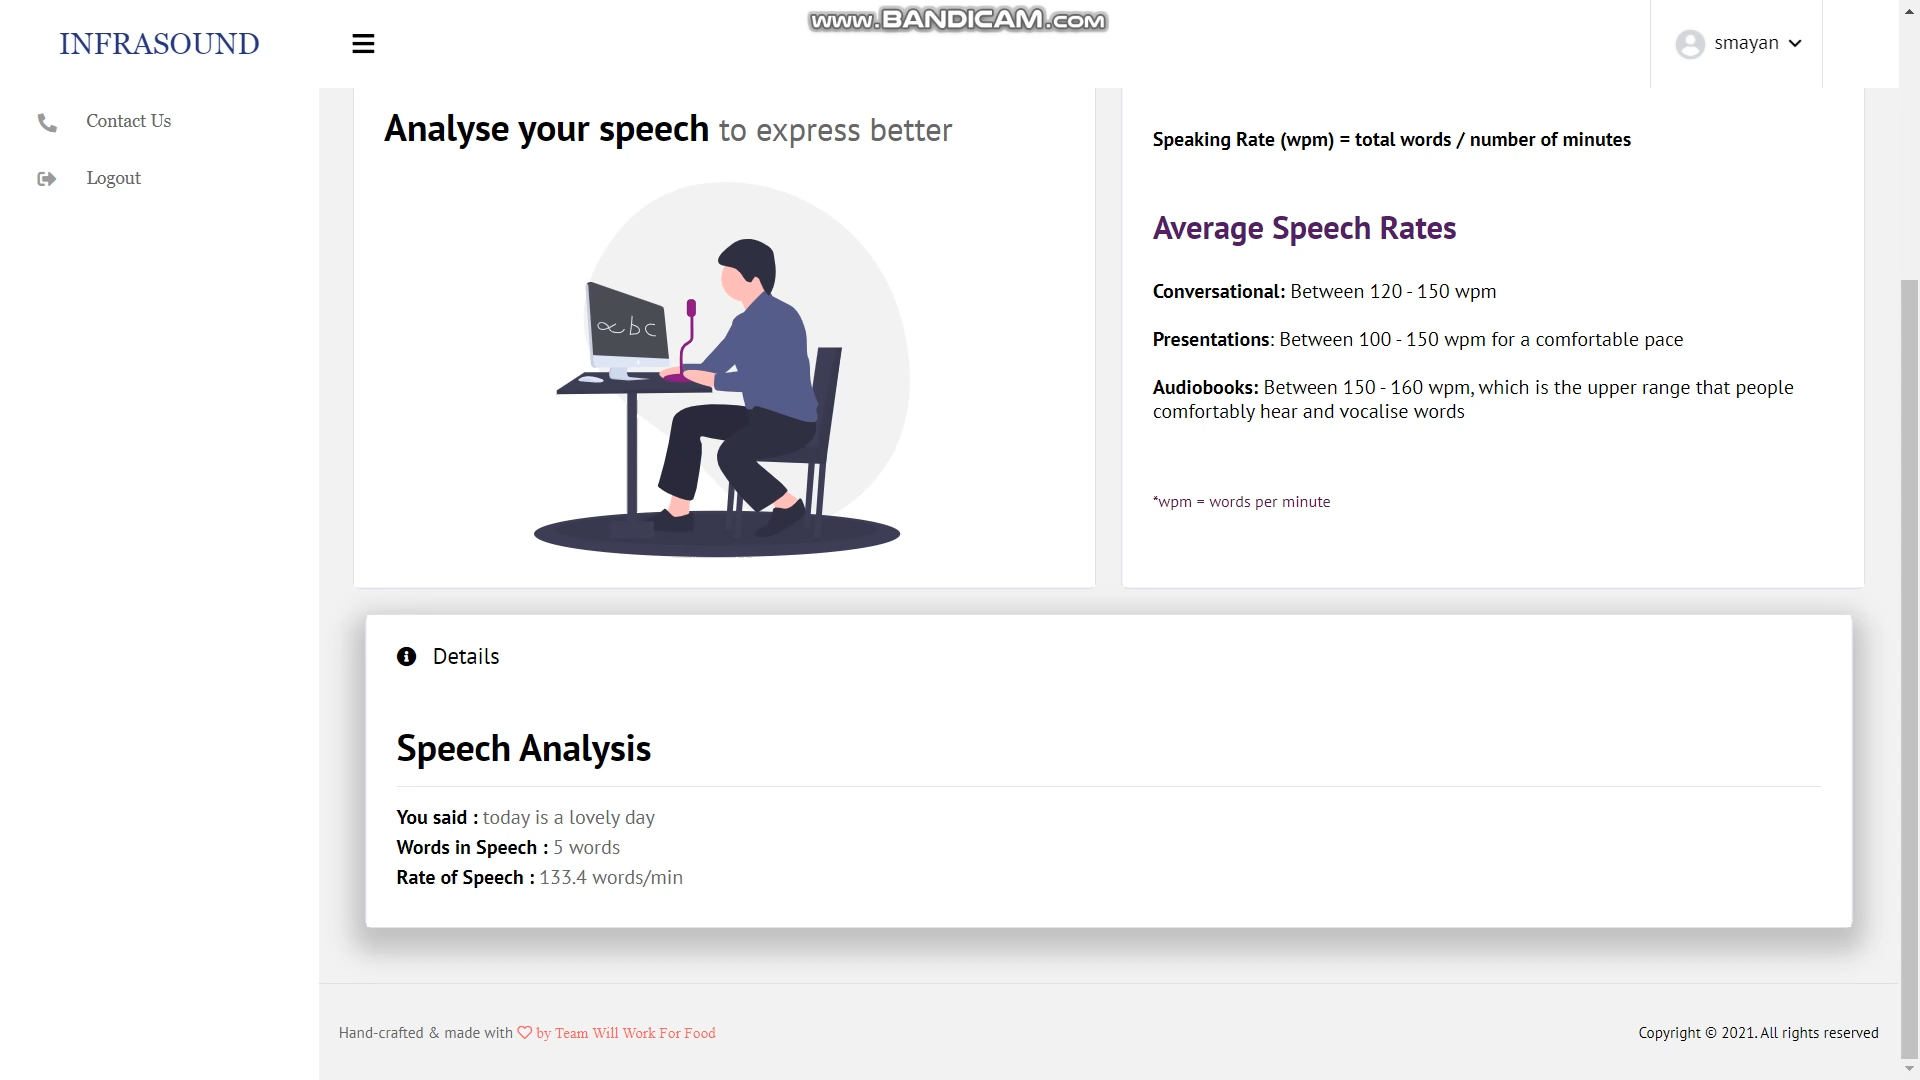 www.BANDICAM.com
INFRASOUND
smayan
Contact Us
Logout
Analyse your speech to express better
abc
Speaking Rate (wpm) = total words / number of minutes
Average Speech Rates
Conversational: Between 120 - 150 wpm
Presentations: Between 100 - 150 wpm for a comfortable pace
Audiobooks: Between 150 - 160 wpm, which is the upper range that people
comfortably hear and vocalise words
*wpm = words per minute
Details
Speech Analysis
You said : today is a lovely day
Words in Speech : 5 words
Rate of Speech : 133.4 words/min
Hand-crafted & made with ♡ by Team Will Work For Food
Copyright © 2021. All rights reserved